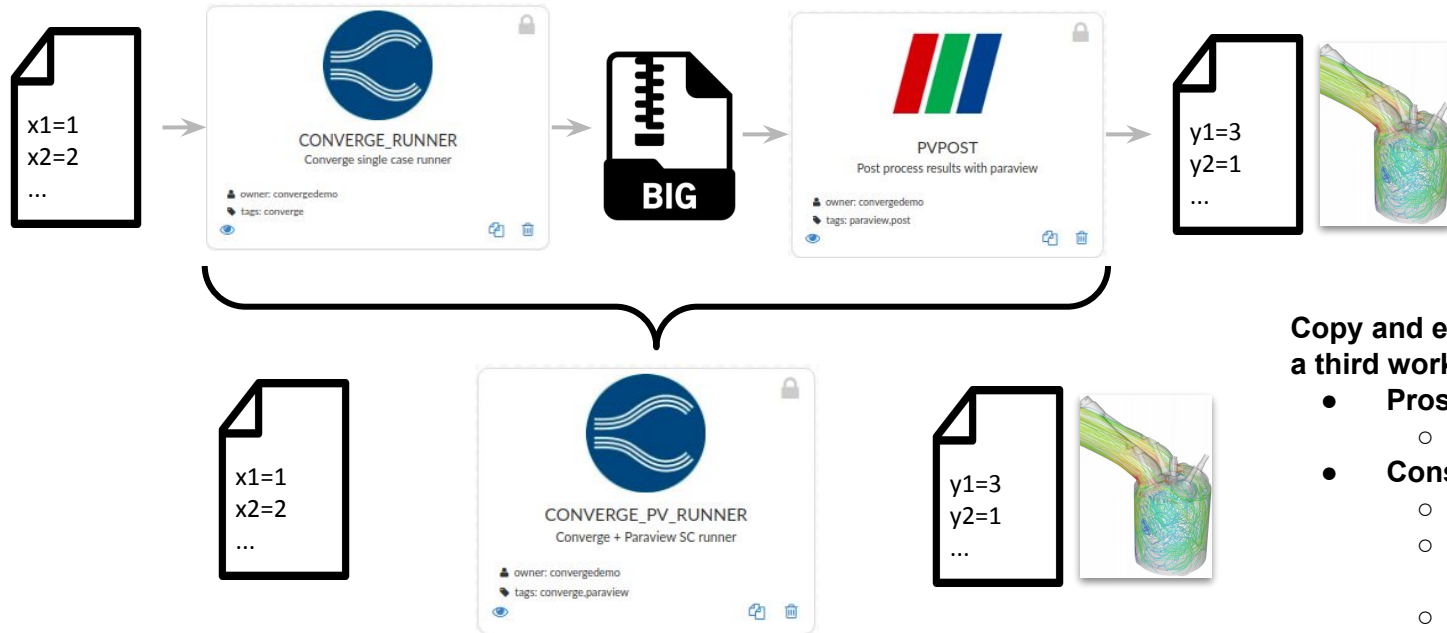 x1=1
x2=2
...
CONVERGE_RUNNER
Converge single case runner
owner: convergedemo
tags: converge
BIG
PVPOST
Post process results with paraview
owner: convergedemo
tags: paraview,post
y1=3
y2=1
...
x1=1
x2=2
...
CONVERGE_PV_RUNNER
Converge + Paraview SC runner
owner: convergedemo
tags: converge,paraview
y1=3
y2=1
...
Copy and
a third
● Pros
○
● Cons
○
○
○